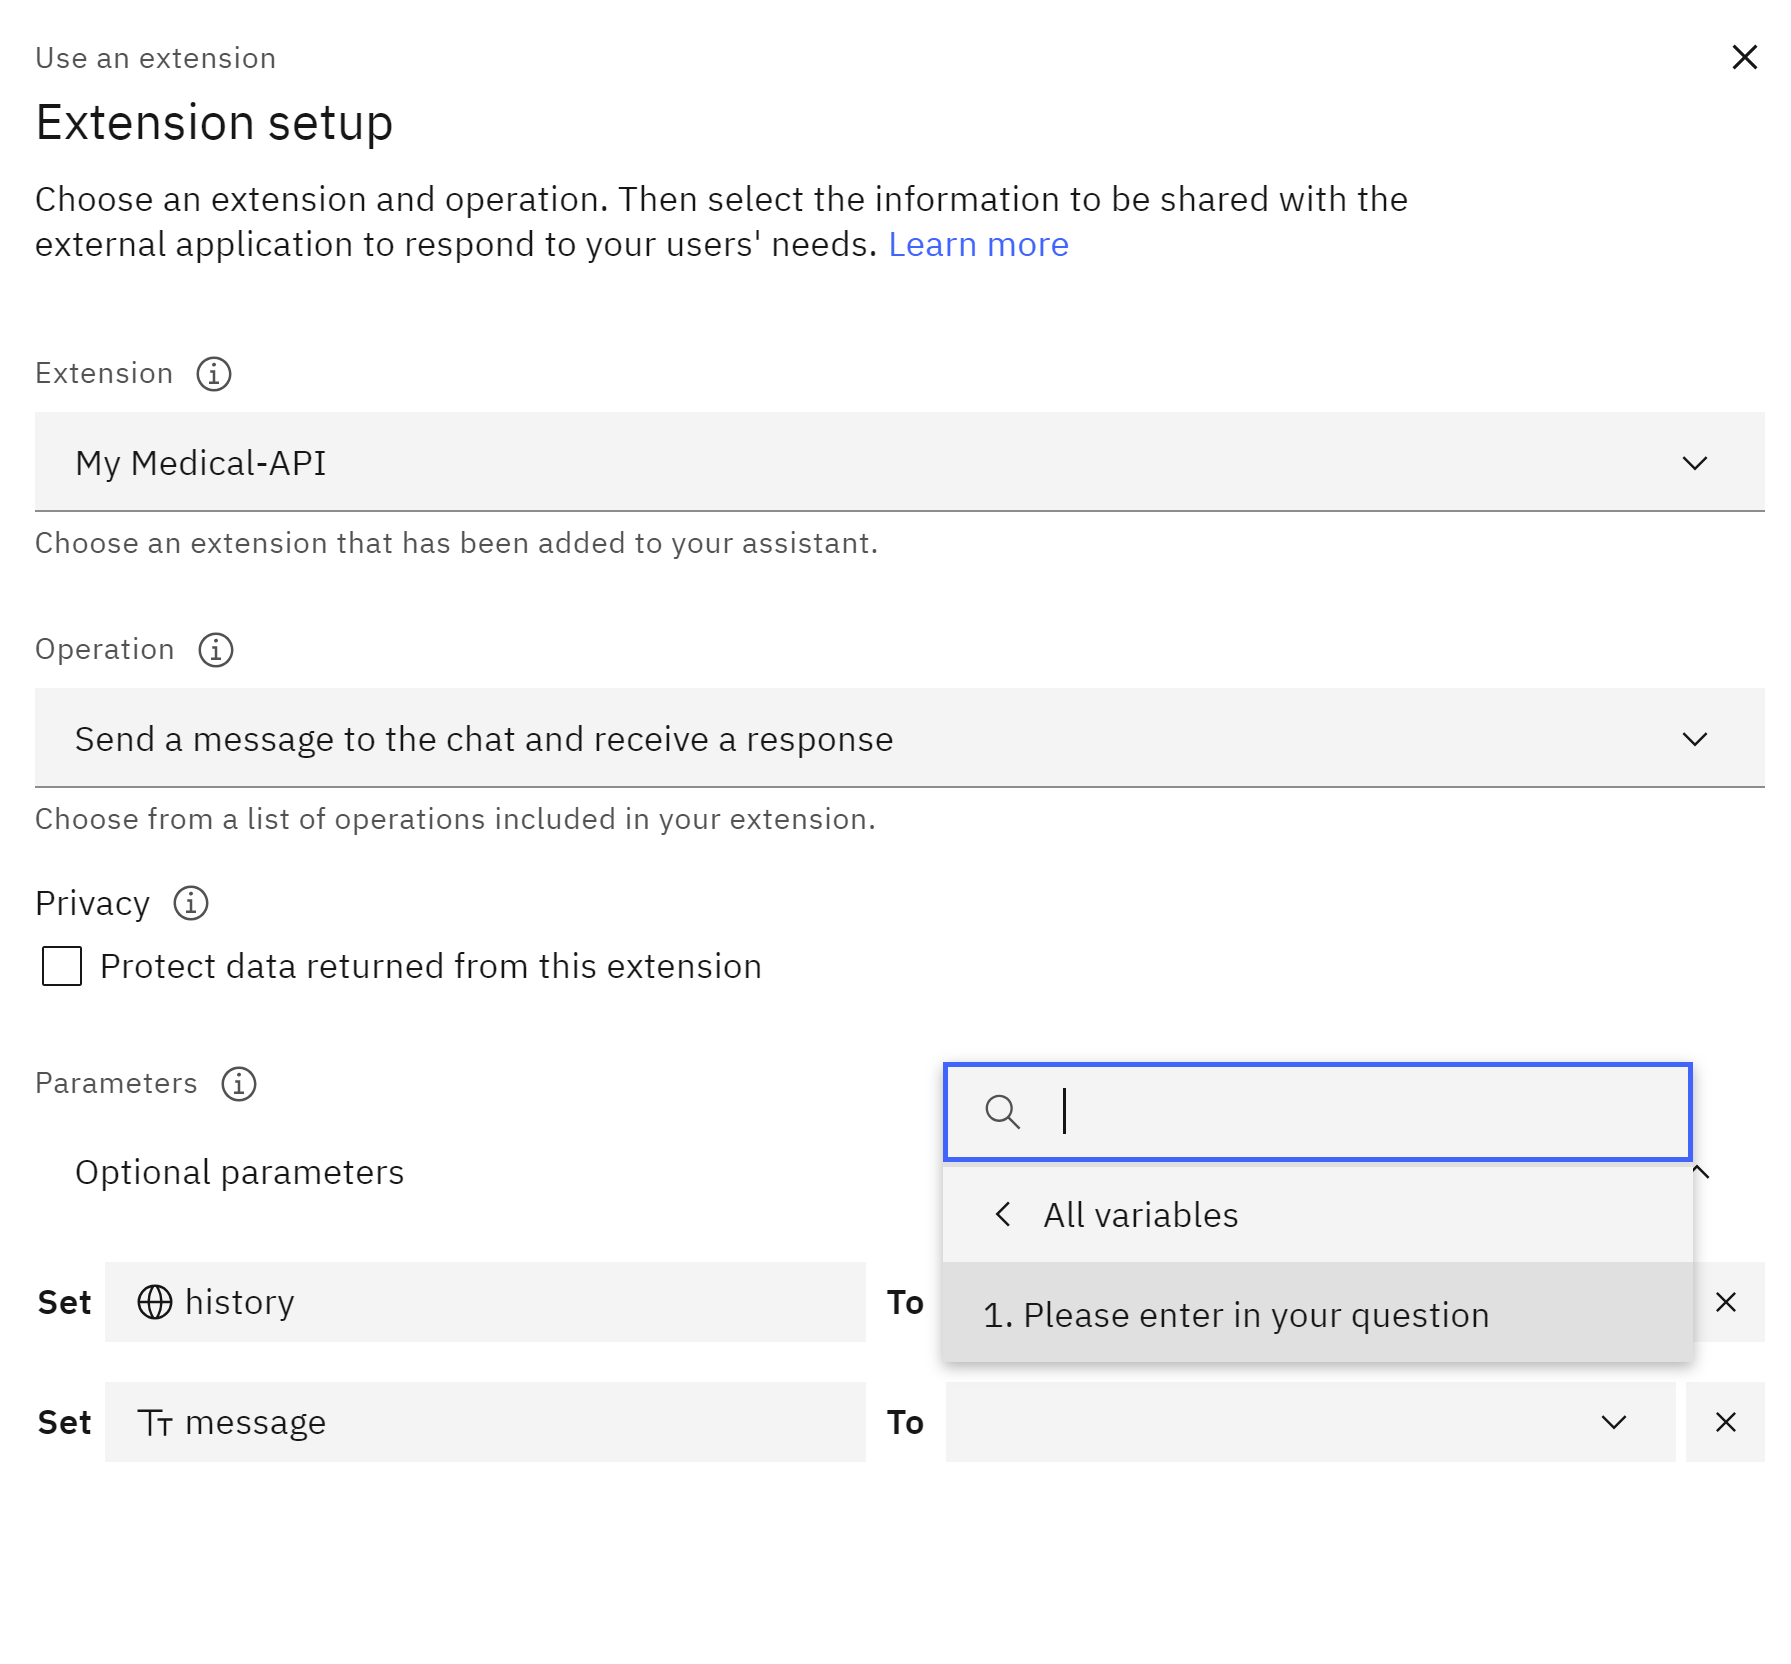 Use an extension
Extension setup
Choose an extension and operation. Then select the information to be shared with the
external application to respond to your users' needs. Learn more
Extension
My Medical-API
Choose an extension that has been added to your assistant.
Operation
Send a message to the chat and receive a response
Choose from a list of operations included in your extension.
Privacy
Protect data returned from this extension
Parameters
Optional parameters
All variables
Set history To
1. Please enter in your question
Set message To